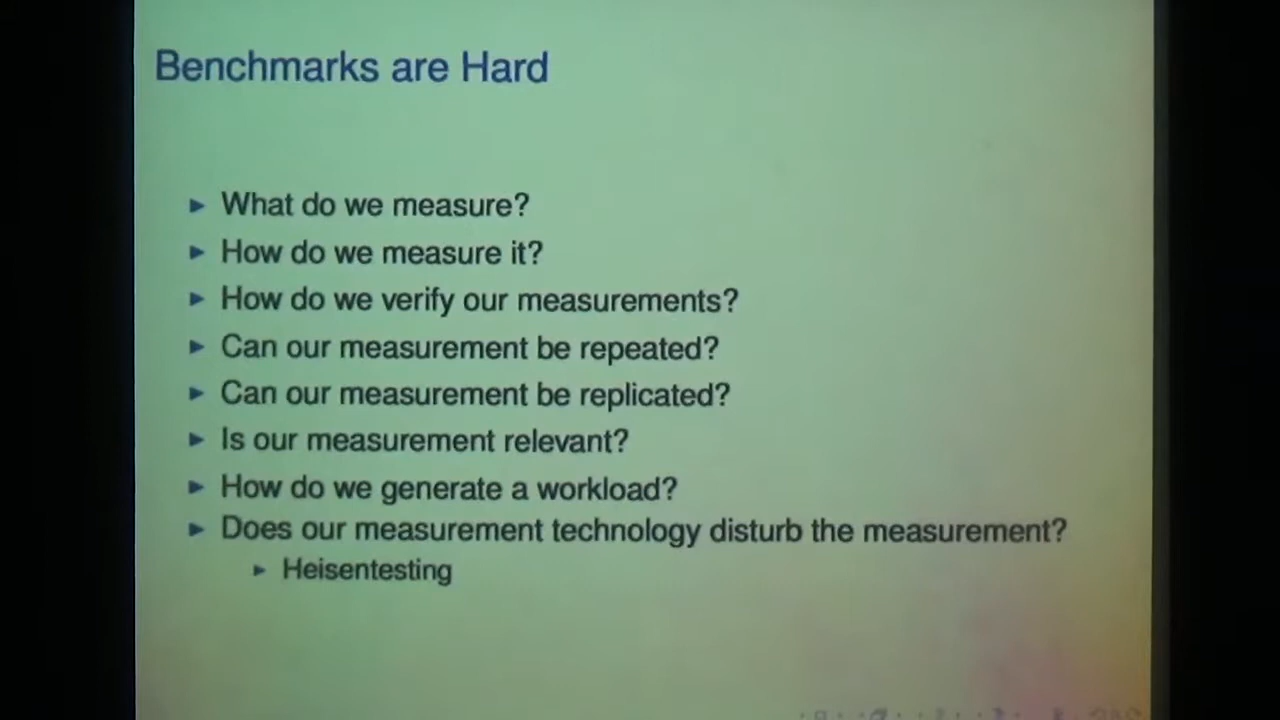 Benchmarks are Hard
What do we measure?
How do we measure it?
How do we verify our measurements?
Can our measurement be repeated?
Can our measurement be replicated?
Is our measurement relevant?
How do we generate a workload?
Does our measurement technology disturb the measurement?
Heisentesting